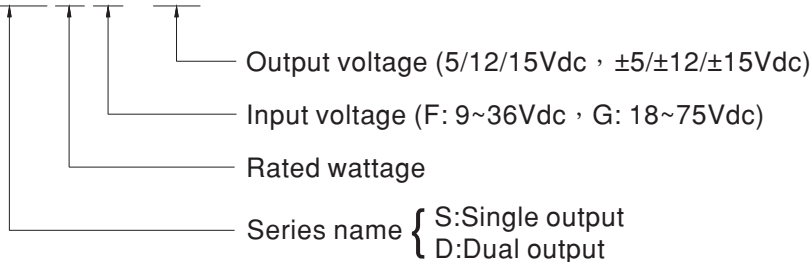 Output voltage (5/12/15Vdc，±5/±12/±15Vdc)
Input voltage (F: 9~36Vdc，G: 18~75Vdc)
Rated wattage
Series name { S:Single output
D:Dual output